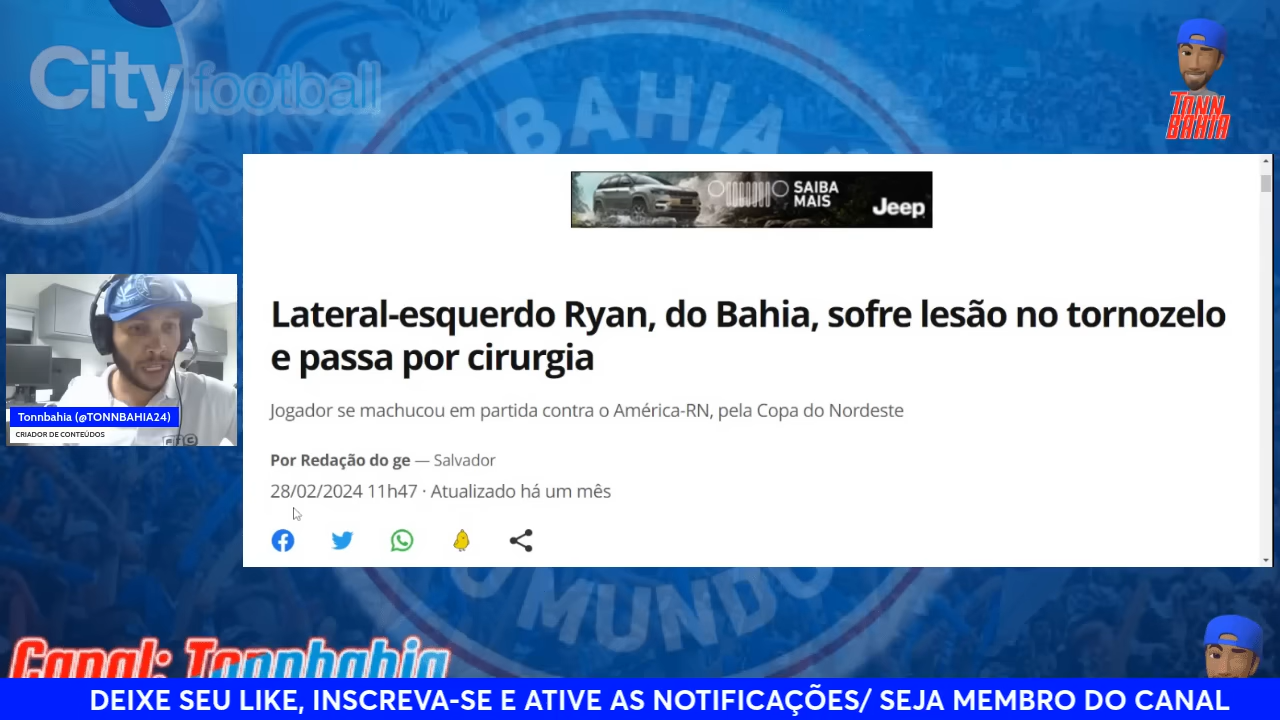 City football
BAHIA
TONN
BAHIA
SAIBA
MAIS
Jeep
Lateral-esquerdo Ryan, do Bahia, sofre lesão no tornozelo
e passa por cirurgia
Jogador se machucou em partida contra o América-RN, pela Copa do Nordeste
Por Redação do ge — Salvador
28/02/2024 11h47 · Atualizado há um mês
Tonnbahia (@TONNBAHIA24)
CRIADOR DE CONTEÚDOS
O MUNDO
Canal: Tonnbahia
DEIXE SEU LIKE, INSCREVA-SE E ATIVE AS NOTIFICAÇÕES/ SEJA MEMBRO DO CANAL